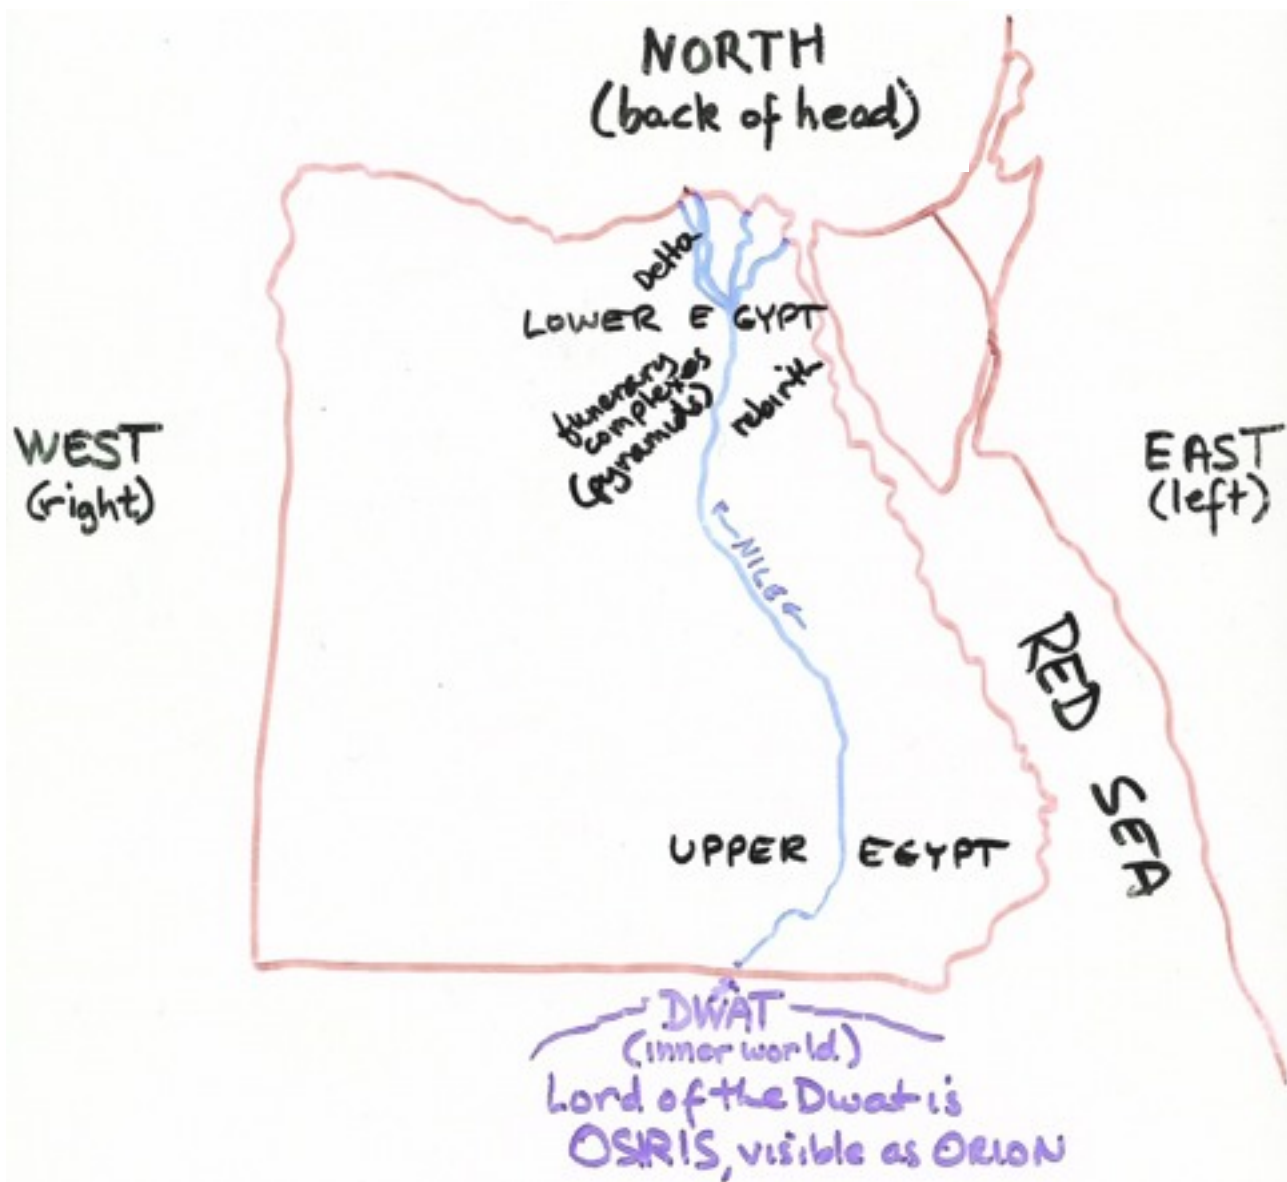 NORTH
(back of head)
Delta
LOWER EGYPT
funerary
complexes
(pyramids)
rebirth
WEST
(right)
EAST
(left)
NILE
RED SEA
UPPER EGYPT
DWAT
(inner world)
Lord of the Dwat is
OSIRIS, visible as ORION